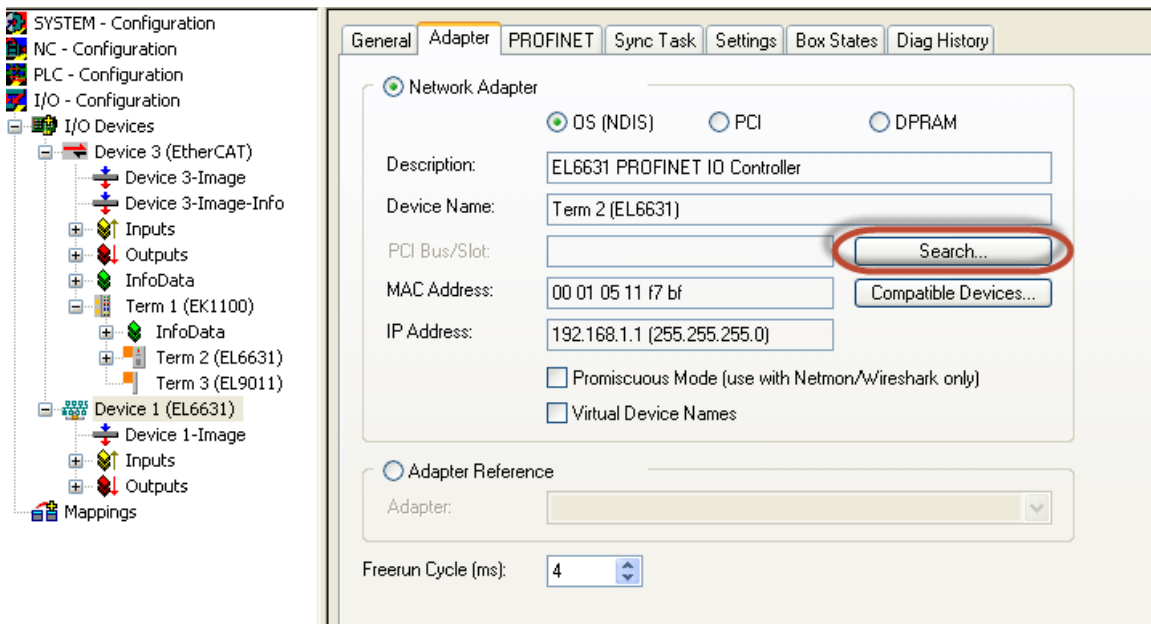 SYSTEM - Configuration
NC - Configuration
PLC - Configuration
I/O - Configuration
I/O Devices
Device 3 (EtherCAT)
Device 3-Image
Device 3-Image-Info
Inputs
Outputs
InfoData
Term 1 (EK1100)
InfoData
Term 2 (EL6631)
Term 3 (EL9011)
Device 1 (EL6631)
Device 1-Image
Inputs
Outputs
Mappings
General Adapter PROFINET Sync Task Settings Box States Diag History
Network Adapter
OS (NDIS) PCI DPRAM
Description: EL6631 PROFINET IO Controller
Device Name: Term 2 (EL6631)
PCI Bus/Slot: Search...
MAC Address: 00 01 05 11 f7 bf Compatible Devices...
IP Address: 192.168.1.1 (255.255.255.0)
Promiscuous Mode (use with Netmon/Wireshark only)
Virtual Device Names
Adapter Reference
Adapter:
Freerun Cycle (ms): 4